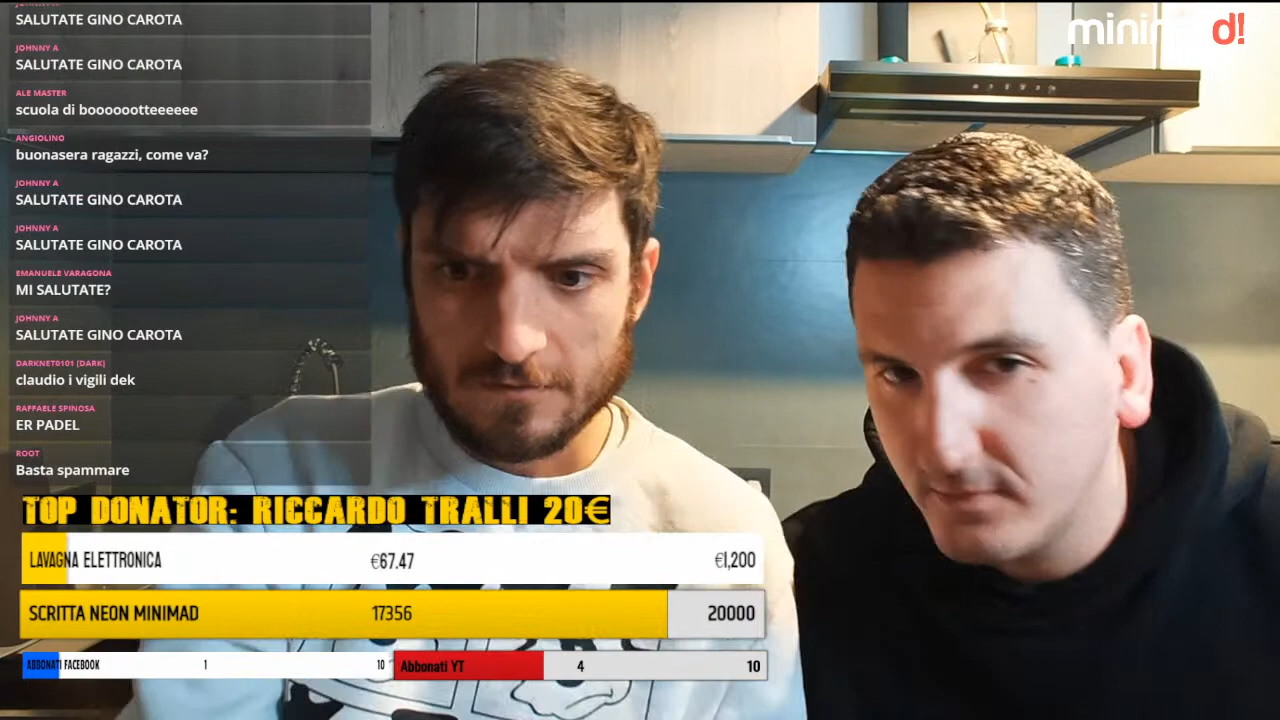 SALUTATE GINO CAROTA
JOHNNY A
SALUTATE GINO CAROTA
ALE MASTER
scuola di booooootteeeeee
ANGIOLINO
buonasera ragazzi, come va?
JOHNNY A
SALUTATE GINO CAROTA
JOHNNY A
SALUTATE GINO CAROTA
EMANUELE VARAGONA
MI SALUTATE?
JOHNNY A
SALUTATE GINO CAROTA
DARKNET0101 [DARK]
claudio i vigili dek
RAFFAELE SPINOSA
ER PADEL
ROOT
Basta spammare
TOP DONATOR: RICCARDO TRALLI 20€
LAVAGNA ELETTRONICA €67.47 €1,200
SCRITTA NEON MINIMAD 17356 20000
ABBONATI FACEBOOK 1 10 Abbonati YT 4 10